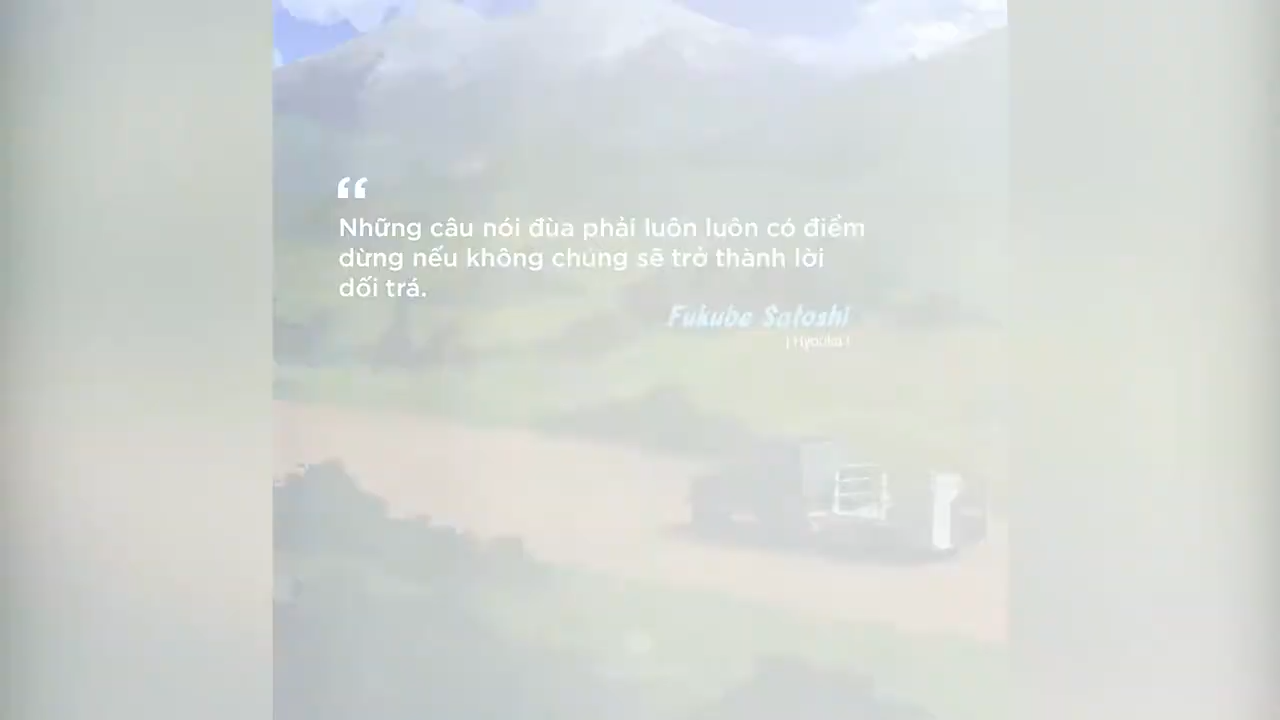 “
Những câu nói đùa phải luôn luôn có điểm
dừng nếu không chúng sẽ trở thành lời
dối trá.
Fukube Satoshi
[ Hyouka ]